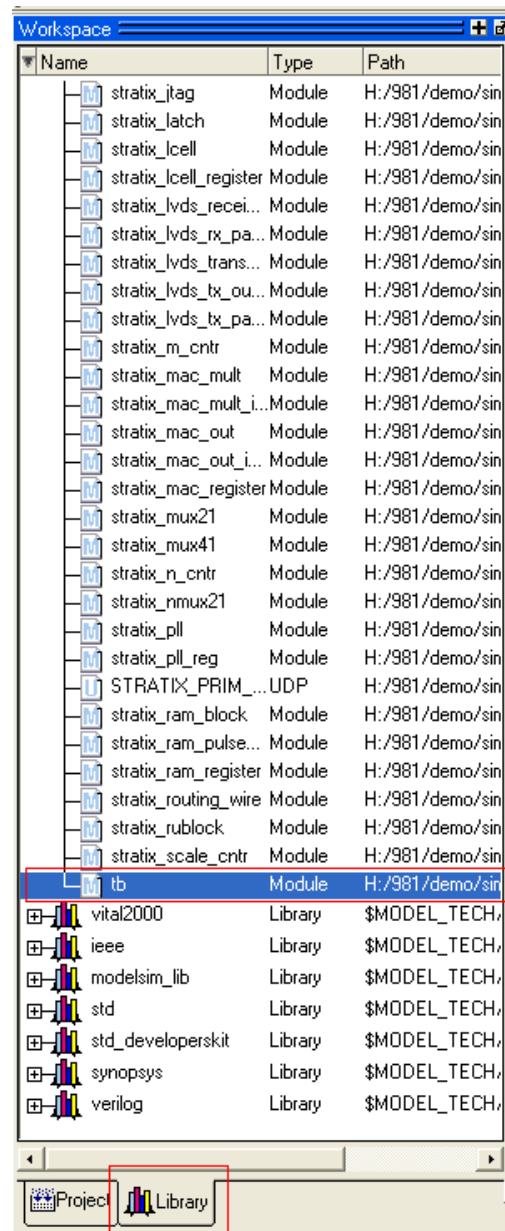 Workspace
Name Type Path
stratix_jtag Module H:/981/demo/sin
stratix_latch Module H:/981/demo/sin
stratix_lcell Module H:/981/demo/sin
stratix_lcell_register Module H:/981/demo/sin
stratix_lvds_recei... Module H:/981/demo/sin
stratix_lvds_rx_pa... Module H:/981/demo/sin
stratix_lvds_trans... Module H:/981/demo/sin
stratix_lvds_tx_ou... Module H:/981/demo/sin
stratix_lvds_tx_pa... Module H:/981/demo/sin
stratix_m_cntr Module H:/981/demo/sin
stratix_mac_mult Module H:/981/demo/sin
stratix_mac_mult_i... Module H:/981/demo/sin
stratix_mac_out Module H:/981/demo/sin
stratix_mac_out_i... Module H:/981/demo/sin
stratix_mac_register Module H:/981/demo/sin
stratix_mux21 Module H:/981/demo/sin
stratix_mux41 Module H:/981/demo/sin
stratix_n_cntr Module H:/981/demo/sin
stratix_nmux21 Module H:/981/demo/sin
stratix_pll Module H:/981/demo/sin
stratix_pll_reg Module H:/981/demo/sin
STRATIX_PRIM_... UDP H:/981/demo/sin
stratix_ram_block Module H:/981/demo/sin
stratix_ram_pulse... Module H:/981/demo/sin
stratix_ram_register Module H:/981/demo/sin
stratix_routing_wire Module H:/981/demo/sin
stratix_rublock Module H:/981/demo/sin
stratix_scale_cntr Module H:/981/demo/sin
tb Module H:/981/demo/sin
vital2000 Library $MODEL_TECH/
ieee Library $MODEL_TECH/
modelsim_lib Library $MODEL_TECH/
std Library $MODEL_TECH/
std_developerskit Library $MODEL_TECH/
synopsys Library $MODEL_TECH/
verilog Library $MODEL_TECH/
Project Library